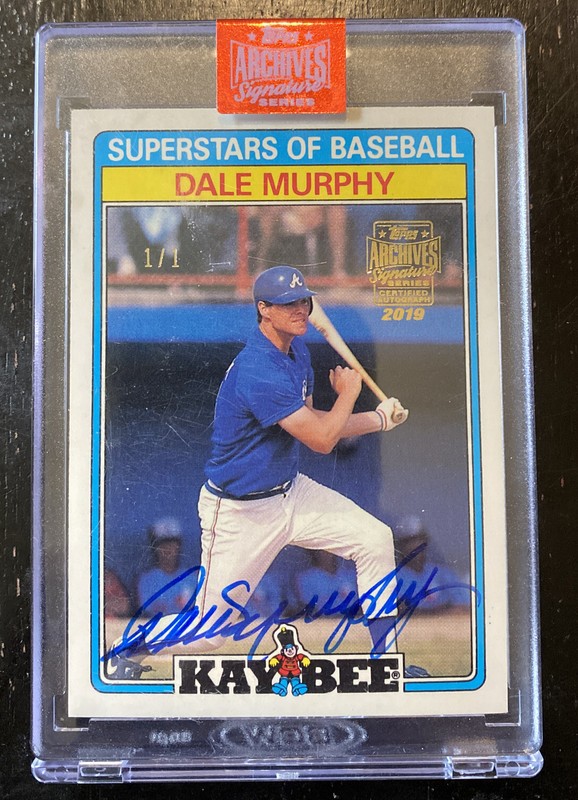 Topps
ARCHIVES
Signature
SERIES
SUPERSTARS OF BASEBALL
DALE MURPHY
1/1
Topps
ARCHIVES
Signature
SERIES
CERTIFIED
AUTOGRAPH
2019
A
Dale Murphy
KAY BEE®